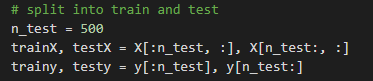 # split into train and test
n_test = 500
trainX, testX = X[:n_test, :], X[n_test:, :]
trainy, testy = y[:n_test], y[n_test:]